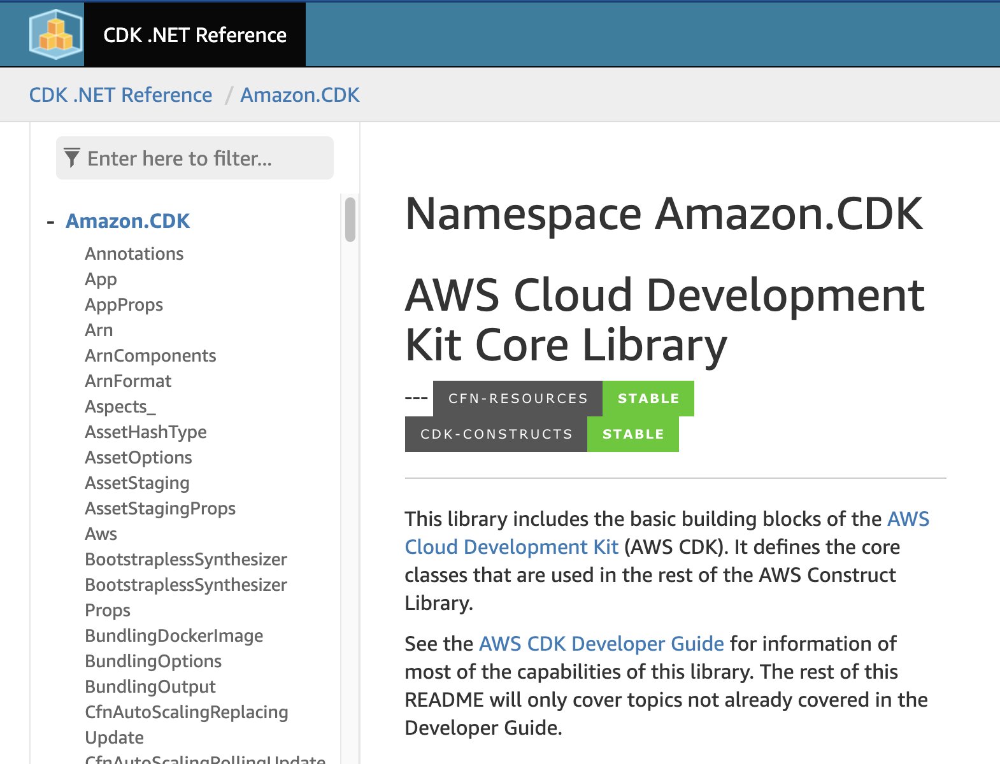 CDK .NET Reference
CDK .NET Reference / Amazon.CDK
Enter here to filter...
- Amazon.CDK
Annotations
App
AppProps
Arn
ArnComponents
ArnFormat
Aspects_
AssetHashType
AssetOptions
AssetStaging
AssetStagingProps
Aws
BootstraplessSynthesizer
BootstraplessSynthesizer
Props
BundlingDockerImage
BundlingOptions
BundlingOutput
CfnAutoScalingReplacing
Update
CfnAutoScalingRollingUpdate
Namespace Amazon.CDK
AWS Cloud Development
Kit Core Library
--- CFN-RESOURCES STABLE
CDK-CONSTRUCTS STABLE
This library includes the basic building blocks of the AWS
Cloud Development Kit (AWS CDK). It defines the core
classes that are used in the rest of the AWS Construct
Library.
See the AWS CDK Developer Guide for information of
most of the capabilities of this library. The rest of this
README will only cover topics not already covered in the
Developer Guide.